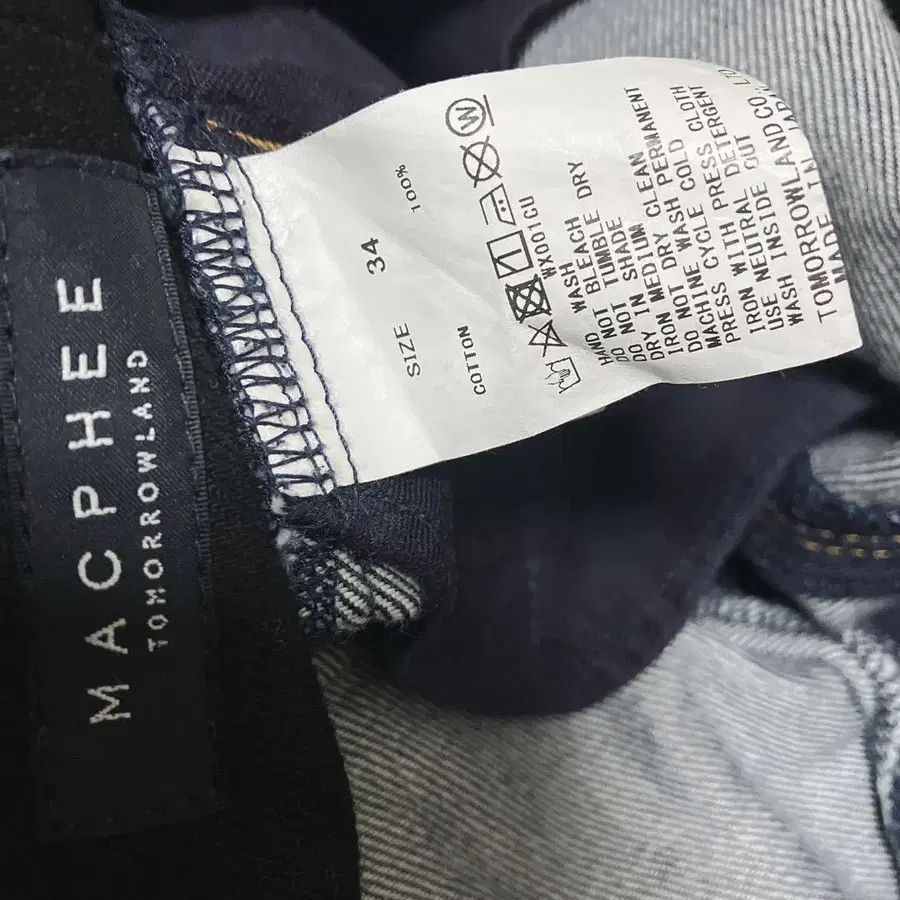 MACPHEE
TOMORROWLAND
SIZE 34
COTTON 100%
W
WX001CU
HAND WASH
DO NOT BLEACH
DO NOT TUMBLE DRY
DRY IN SHADE
IRON MEDIUM
DO NOT DRY CLEAN
MACHINE WASH PERMANENT
PRESS CYCLE COLD
IRON WITH PRESS CLOTH
USE NEUTRAL DETERGENT
WASH INSIDE OUT
TOMORROWLAND CO., LTD
MADE IN